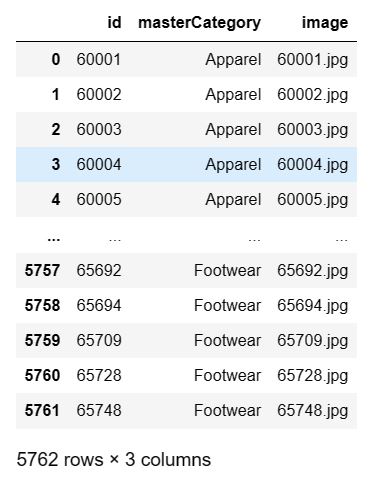 id masterCategory image
0 60001 Apparel 60001.jpg
1 60002 Apparel 60002.jpg
2 60003 Apparel 60003.jpg
3 60004 Apparel 60004.jpg
4 60005 Apparel 60005.jpg
... ... ... ...
5757 65692 Footwear 65692.jpg
5758 65694 Footwear 65694.jpg
5759 65709 Footwear 65709.jpg
5760 65728 Footwear 65728.jpg
5761 65748 Footwear 65748.jpg
5762 rows × 3 columns